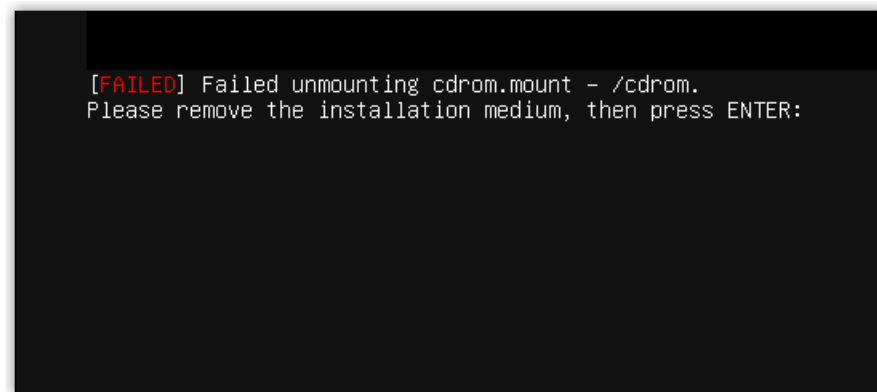 [FAILED] Failed unmounting cdrom.mount – /cdrom.
Please remove the installation medium, then press ENTER: